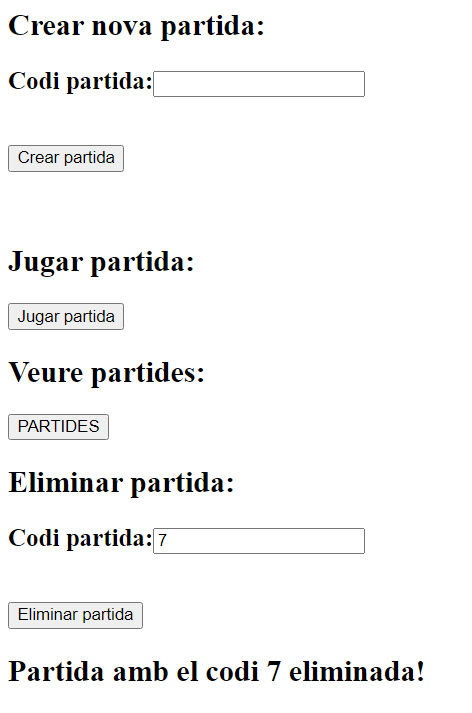 Crear nova partida:
Codi partida:
Crear partida
Jugar partida:
Jugar partida
Veure partides:
PARTIDES
Eliminar partida:
Codi partida: 7
Eliminar partida
Partida amb el codi 7 eliminada!